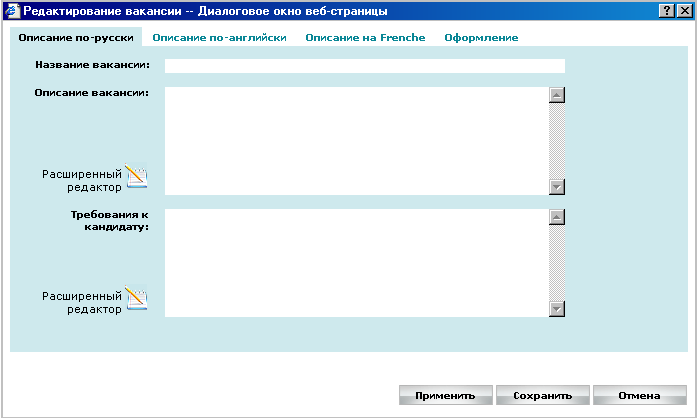 Редактирование вакансии -- Диалоговое окно веб-страницы
Описание по-русски Описание по-английски Описание на Frenche Оформление
Название вакансии:
Описание вакансии:
Расширенный
редактор
Требования к
кандидату:
Расширенный
редактор
Применить Сохранить Отмена